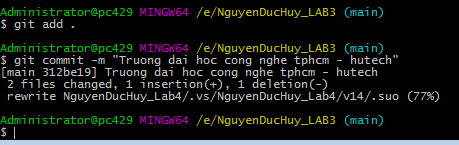 Administrator@pc429 MINGW64 /e/NguyenDucHuy_LAB3 (main)
$ git add .

Administrator@pc429 MINGW64 /e/NguyenDucHuy_LAB3 (main)
$ git commit -m "Truong dai hoc cong nghe tphcm - hutech"
[main 312be19] Truong dai hoc cong nghe tphcm - hutech
 2 files changed, 1 insertion(+), 1 deletion(-)
 rewrite NguyenDucHuy_Lab4/.vs/NguyenDucHuy_Lab4/v14/.suo (77%)

Administrator@pc429 MINGW64 /e/NguyenDucHuy_LAB3 (main)
$